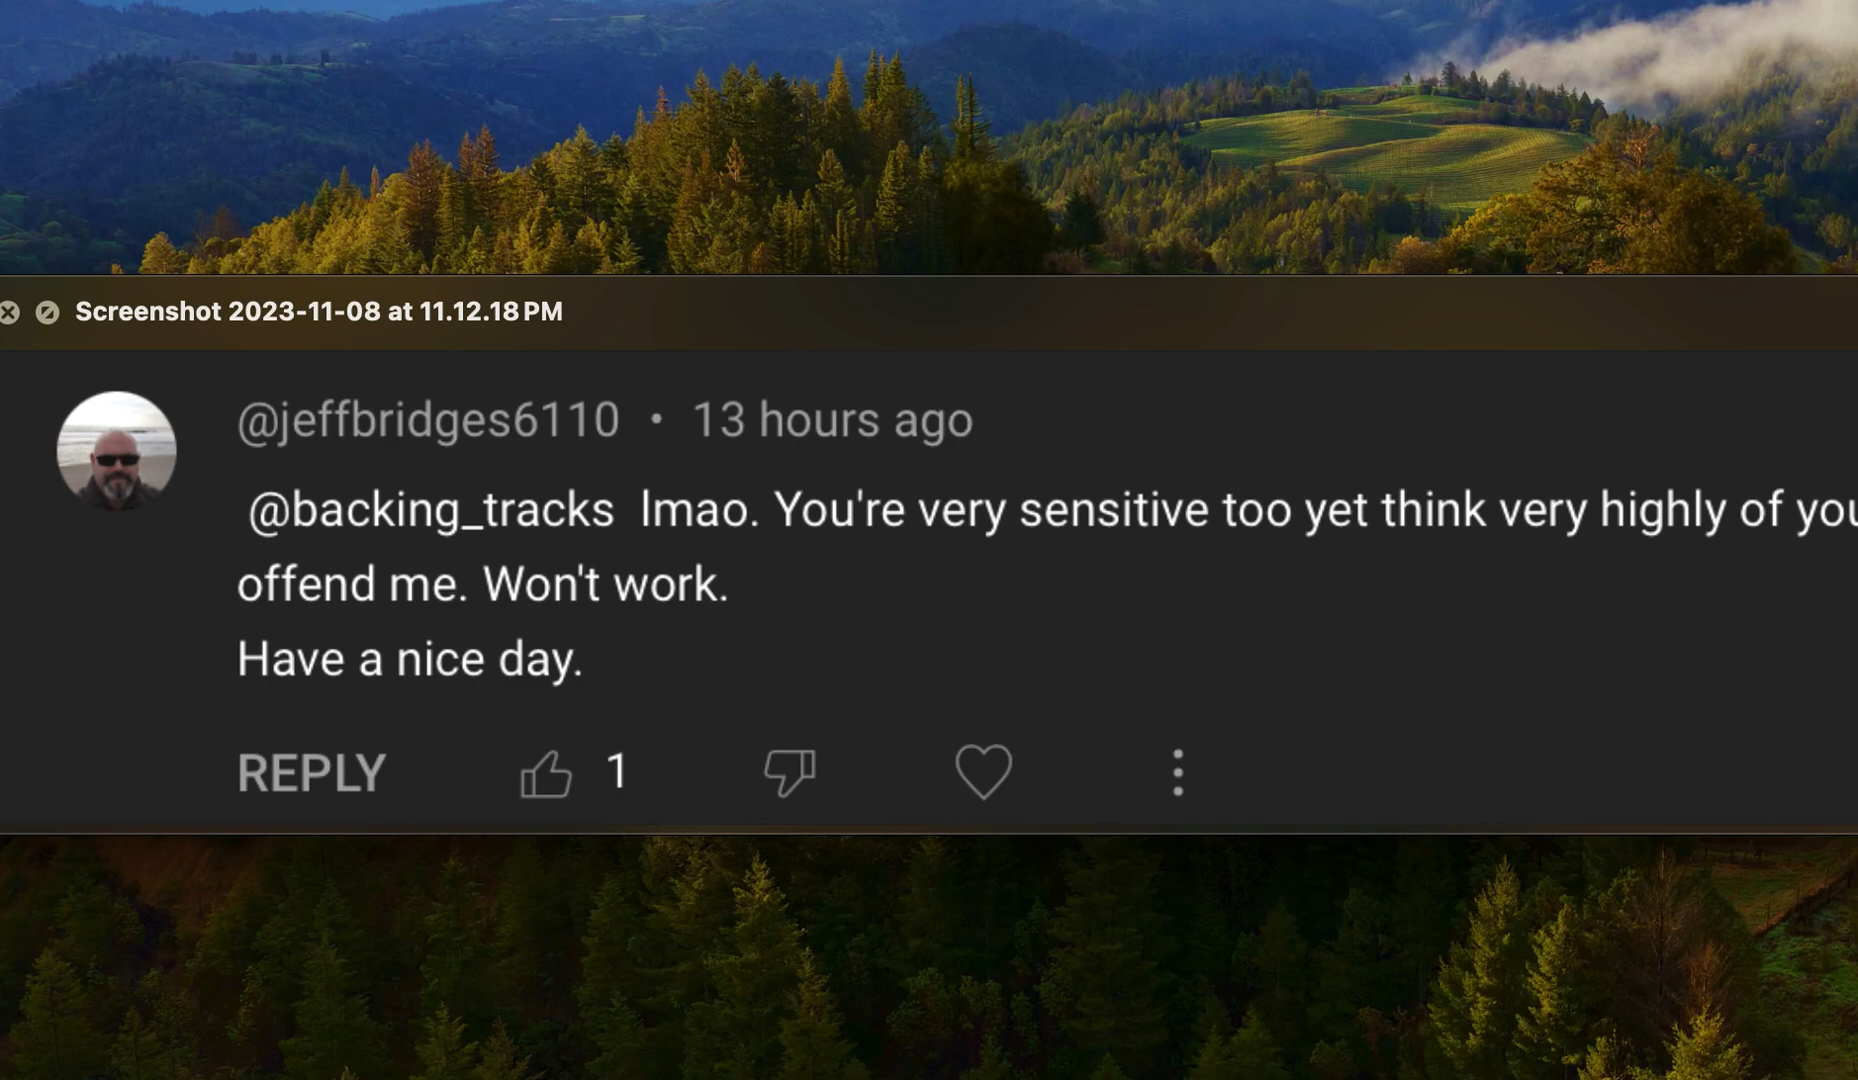 Screenshot 2023-11-08 at 11.12.18 PM
@jeffbridges6110 • 13 hours ago
@backing_tracks lmao. You're very sensitive too yet think very highly of
offend me. Won't work.
Have a nice day.
REPLY 1